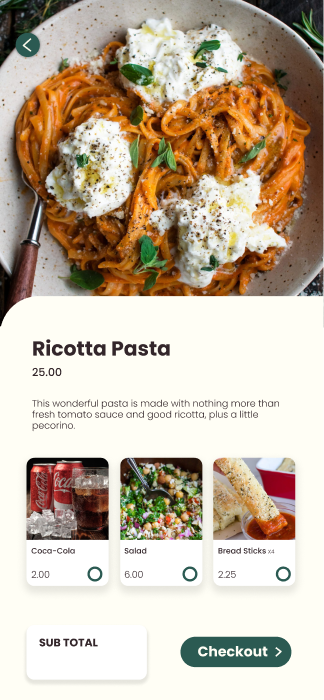 Ricotta Pasta
25.00
This wonderful pasta is made with nothing more than
fresh tomato sauce and good ricotta, plus a little
pecorino.
Coca-Cola
2.00
Salad
6.00
Bread Sticks x4
2.25
SUB TOTAL
Checkout